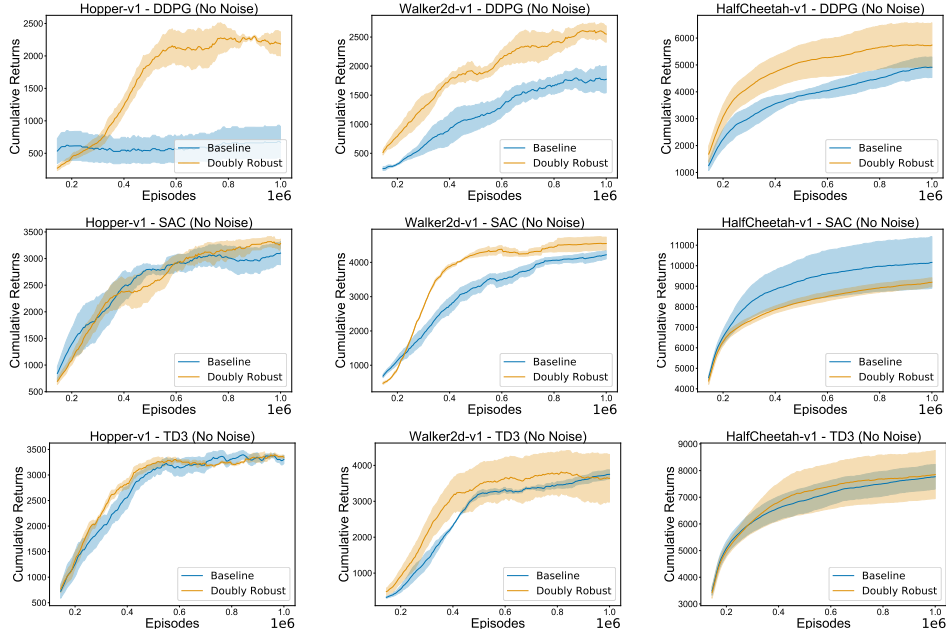 Hopper-v1 - DDPG (No Noise)
Cumulative Returns
2500
2000
1500
1000
500
Baseline
Doubly Robust
0.2 0.4 0.6 0.8 1.0
Episodes
1e6
Walker2d-v1 - DDPG (No Noise)
Cumulative Returns
2500
2000
1500
1000
500
Baseline
Doubly Robust
0.2 0.4 0.6 0.8 1.0
Episodes
1e6
HalfCheetah-v1 - DDPG (No Noise)
Cumulative Returns
6000
5000
4000
3000
2000
1000
Baseline
Doubly Robust
0.2 0.4 0.6 0.8 1.0
Episodes
1e6
Hopper-v1 - SAC (No Noise)
Cumulative Returns
3500
3000
2500
2000
1500
1000
500
Baseline
Doubly Robust
0.2 0.4 0.6 0.8 1.0
Episodes
1e6
Walker2d-v1 - SAC (No Noise)
Cumulative Returns
4000
3000
2000
1000
Baseline
Doubly Robust
0.2 0.4 0.6 0.8 1.0
Episodes
1e6
HalfCheetah-v1 - SAC (No Noise)
Cumulative Returns
11000
10000
9000
8000
7000
6000
5000
4000
Baseline
Doubly Robust
0.2 0.4 0.6 0.8 1.0
Episodes
1e6
Hopper-v1 - TD3 (No Noise)
Cumulative Returns
3500
3000
2500
2000
1500
1000
500
Baseline
Doubly Robust
0.2 0.4 0.6 0.8 1.0
Episodes
1e6
Walker2d-v1 - TD3 (No Noise)
Cumulative Returns
4000
3000
2000
1000
Baseline
Doubly Robust
0.2 0.4 0.6 0.8 1.0
Episodes
1e6
HalfCheetah-v1 - TD3 (No Noise)
Cumulative Returns
9000
8000
7000
6000
5000
4000
3000
Baseline
Doubly Robust
0.2 0.4 0.6 0.8 1.0
Episodes
1e6